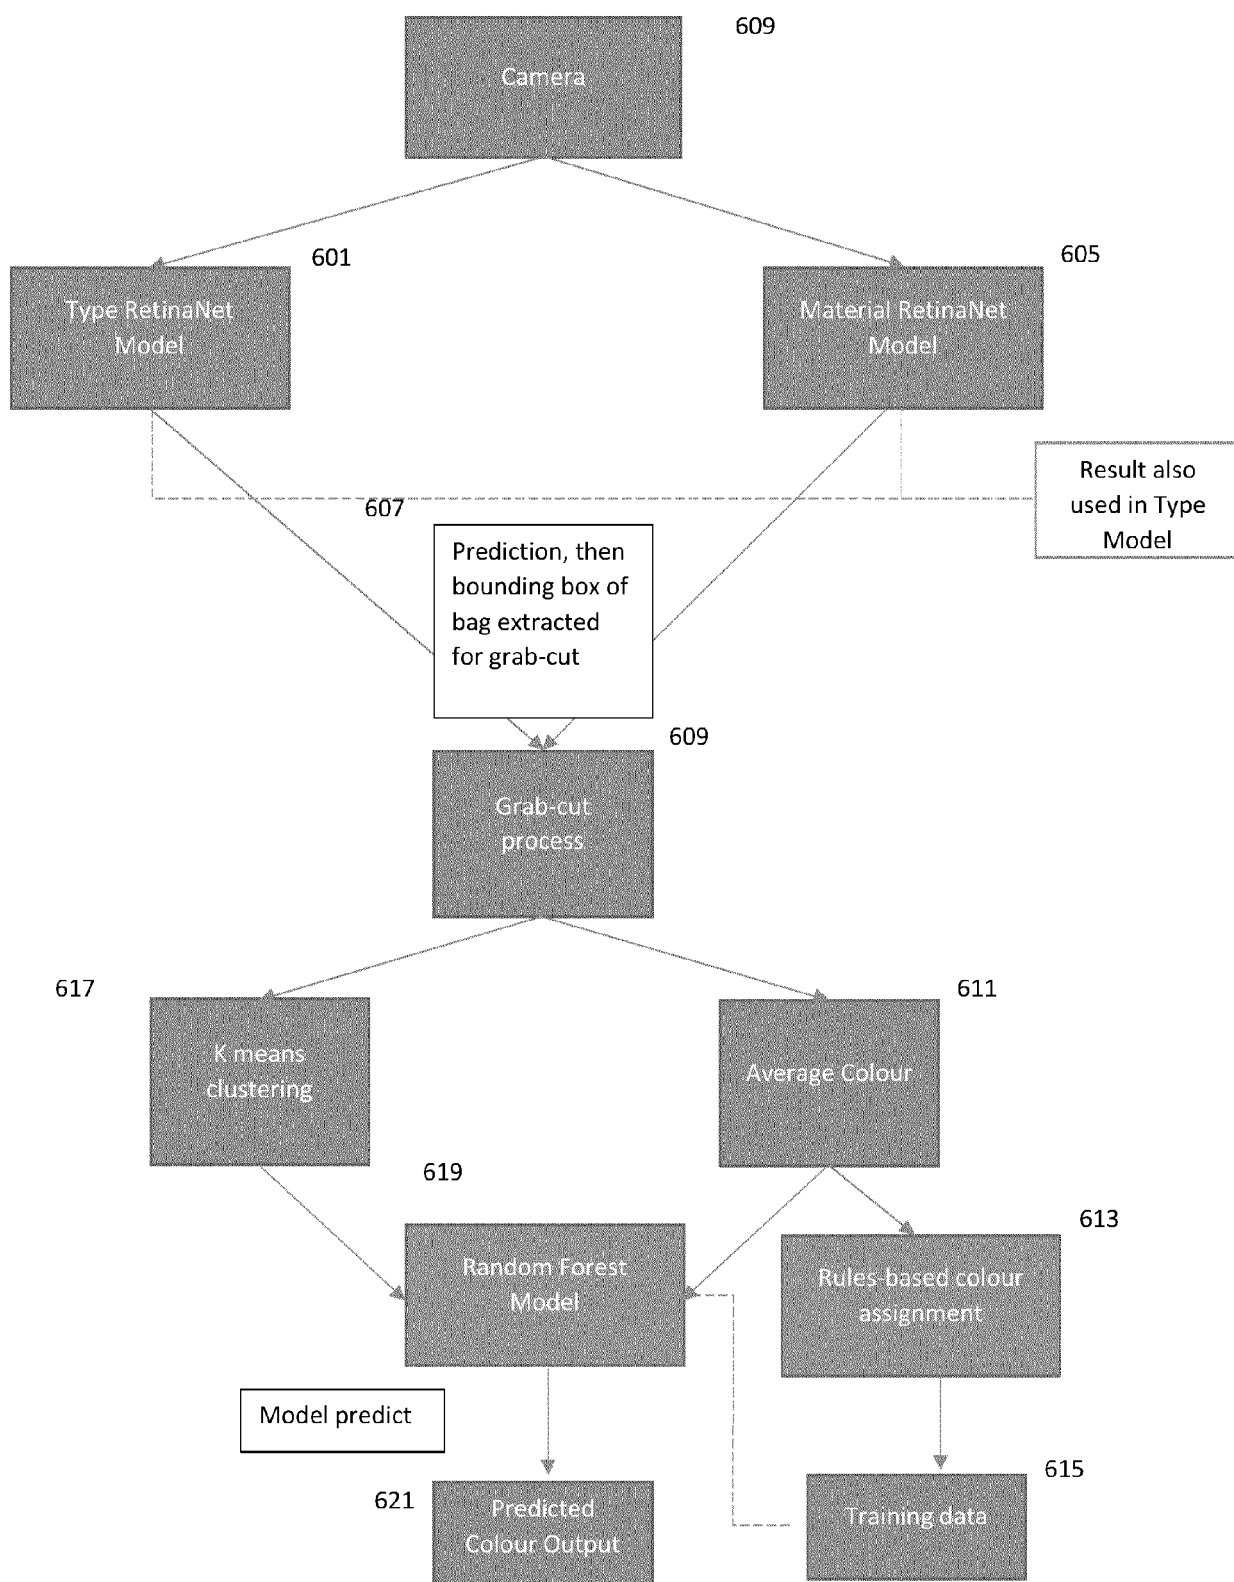 609
Camera
601
605
Type RetinaNet
Model
Material RetinaNet
Model
Result also
used in Type
Model
607
Prediction, then
bounding box of
bag extracted
for grab-cut
609
Grab-cut
process
617
611
K means
clustering
Average Colour
619
613
Random Forest
Model
Rules-based colour
assignment
Model predict
615
621
Predicted
Colour Output
Training data